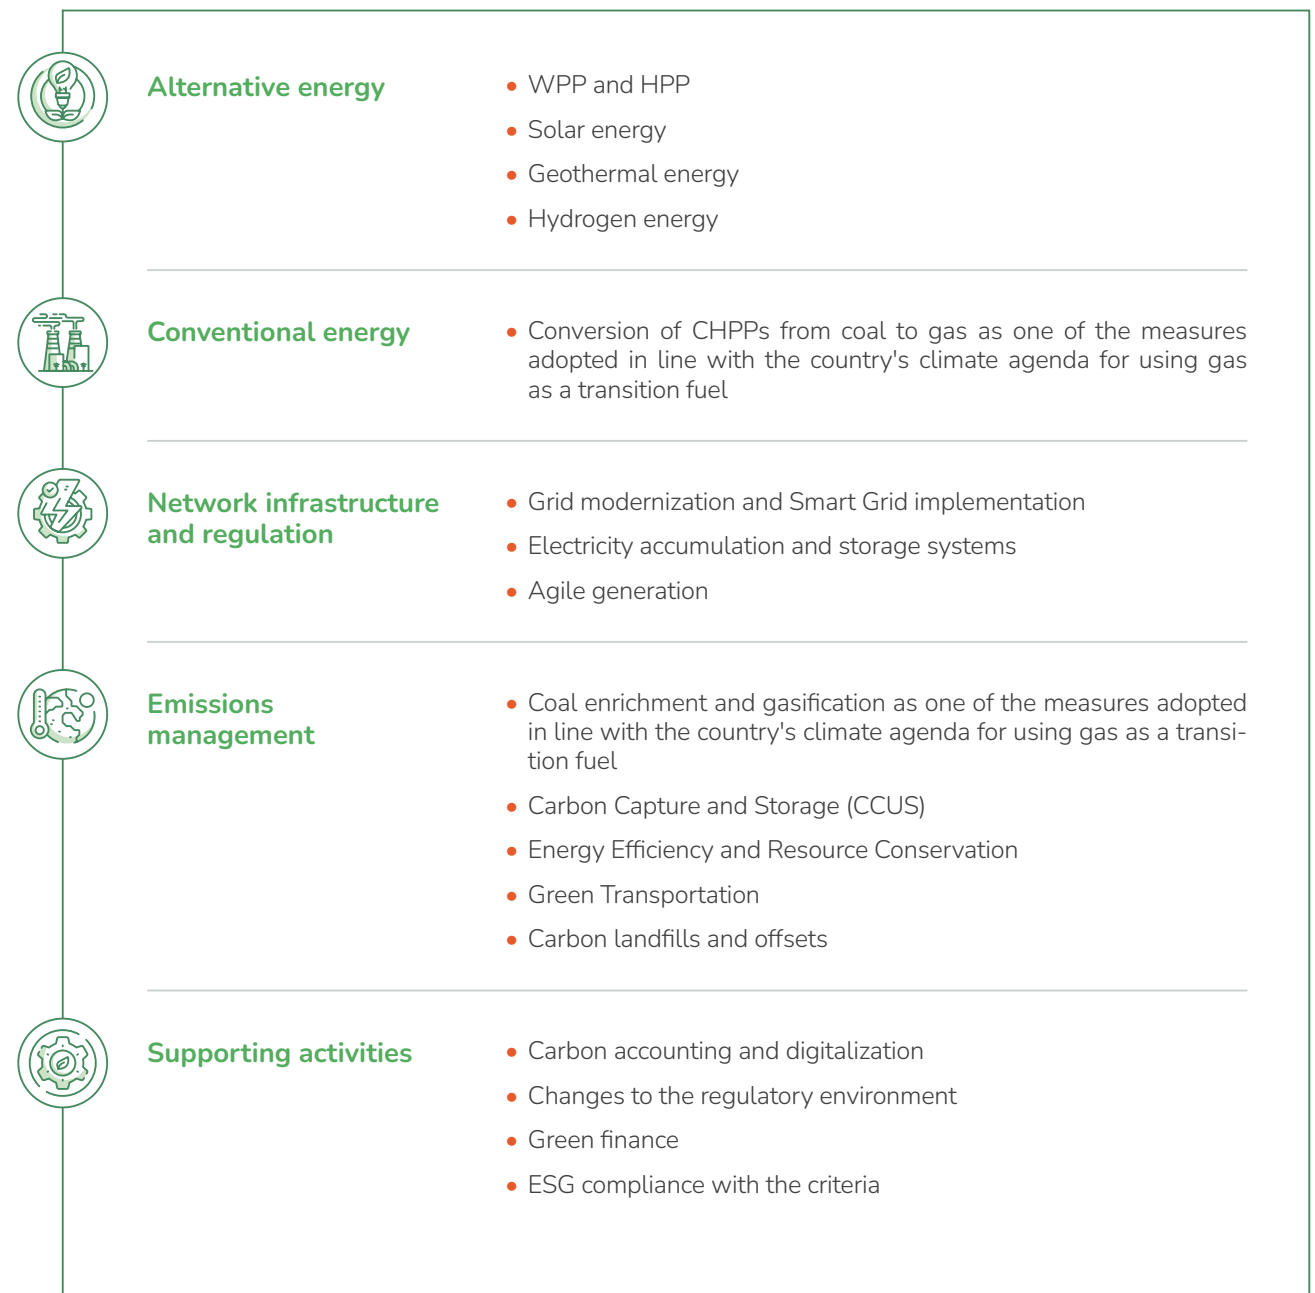 Alternative energy
• WPP and HPP
• Solar energy
• Geothermal energy
• Hydrogen energy
Conventional energy
• Conversion of CHPPs from coal to gas as one of the measures
adopted in line with the country's climate agenda for using gas
as a transition fuel
Network infrastructure
and regulation
• Grid modernization and Smart Grid implementation
• Electricity accumulation and storage systems
• Agile generation
Emissions
management
• Coal enrichment and gasification as one of the measures adopted
in line with the country's climate agenda for using gas as a transi-
tion fuel
• Carbon Capture and Storage (CCUS)
• Energy Efficiency and Resource Conservation
• Green Transportation
• Carbon landfills and offsets
Supporting activities
• Carbon accounting and digitalization
• Changes to the regulatory environment
• Green finance
• ESG compliance with the criteria